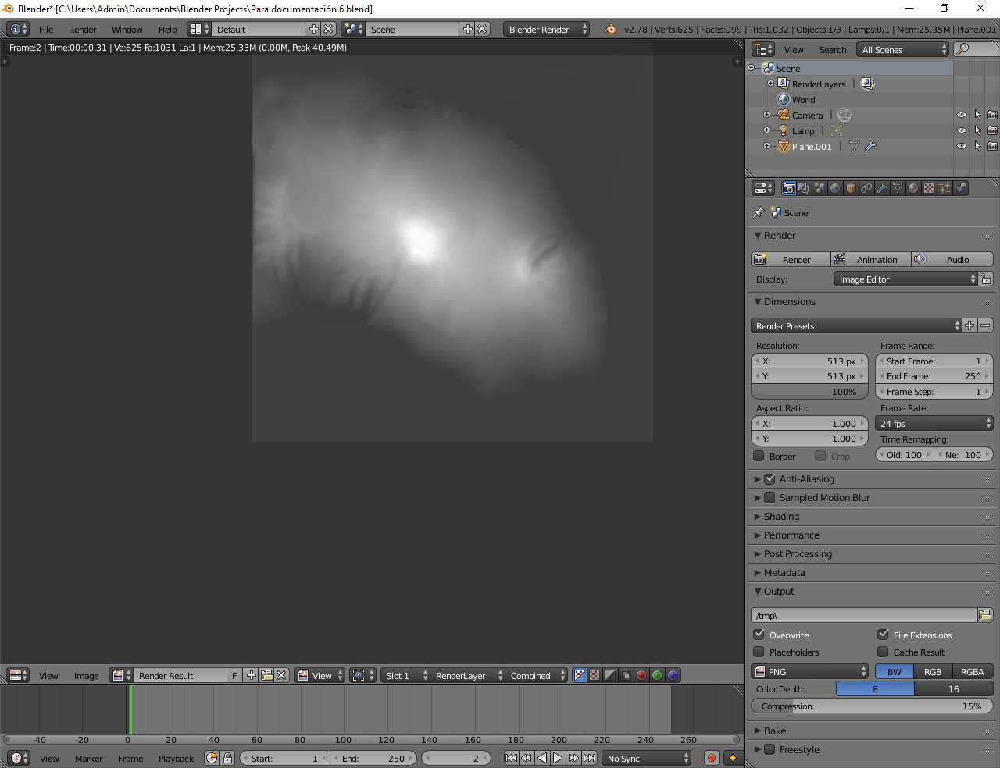 Blender* [C:\Users\Admin\Documents\Blender Projects\Para documentación 6.blend]
File Render Window Help Default Scene Blender Render v2.78 | Verts:625 | Faces:999 | Tris:1,032 | Objects:1/3 | Lamps:0/1 | Mem:25.35M | Plane.001
Frame:2 | Time:00:00.31 | Ve:625 Fa:1031 La:1 | Mem:25.33M (0.00M, Peak 40.49M)
View Search All Scenes
Scene
RenderLayers |
World
Camera |
Lamp |
Plane.001 |
Scene
Render
Render Animation Audio
Display: Image Editor
Dimensions
Render Presets
Resolution: Frame Range:
X: 513 px Start Frame: 1
Y: 513 px End Frame: 250
100% Frame Step: 1
Aspect Ratio: Frame Rate:
X: 1.000 24 fps
Y: 1.000 Time Remapping:
Border Crop Old: 100 Ne: 100
Anti-Aliasing
Sampled Motion Blur
Shading
Performance
Post Processing
Metadata
Output
/tmp\
Overwrite File Extensions
Placeholders Cache Result
PNG BW RGB RGBA
Color Depth: 8 16
Compression: 15%
Bake
Freestyle
View Image Render Result F View Slot 1 RenderLayer Combined
-40 -20 0 20 40 60 80 100 120 140 160 180 200 220 240 260
View Marker Frame Playback Start: 1 End: 250 2 No Sync